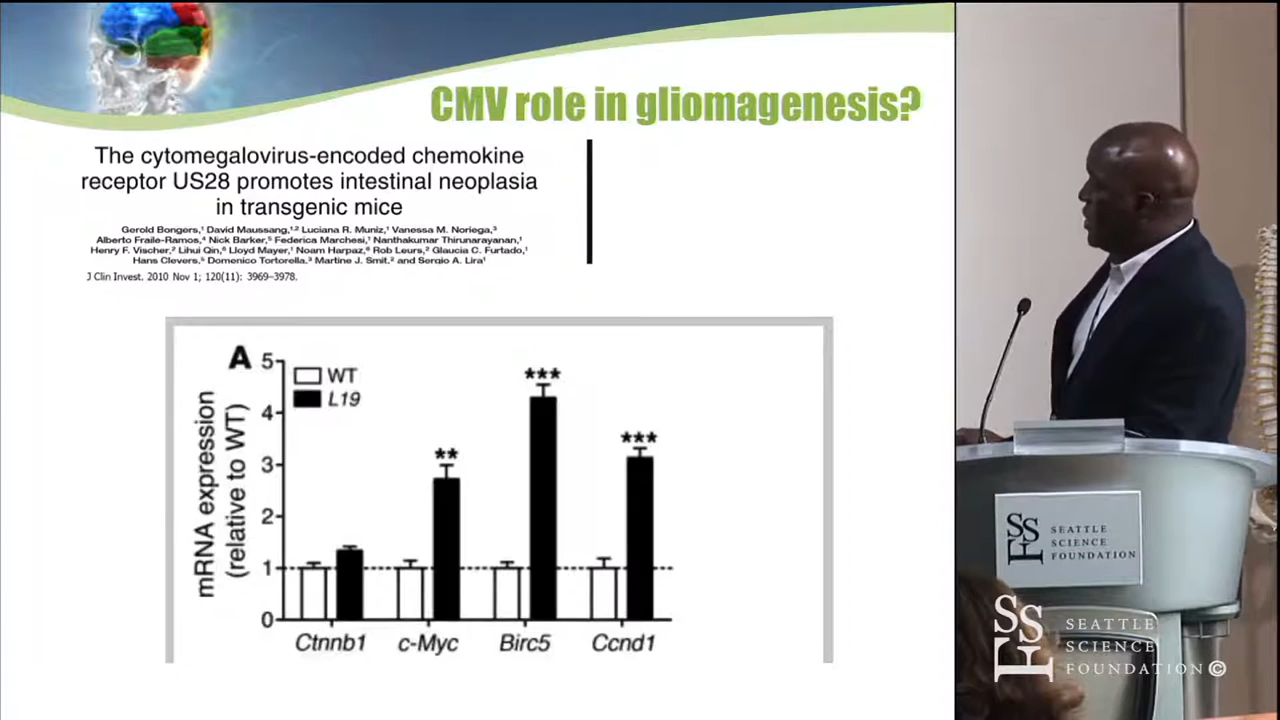 CMV role in gliomagenesis?
The cytomegalovirus-encoded chemokine
receptor US28 promotes intestinal neoplasia
in transgenic mice
Gerold Bongers,¹ David Maussang,¹,² Luciana R. Muniz,¹ Vanessa M. Noriega,³
Alberto Fraile-Ramos,⁴ Nick Barker,⁵ Federica Marchesi,¹ Nanthakumar Thirunarayanan,¹
Henry F. Vischer,² Lihui Qin,⁶ Lloyd Mayer,¹ Noam Harpaz,⁶ Rob Leurs,² Glaucia C. Furtado,¹
Hans Clevers,⁵ Domenico Tortorella,³ Martine J. Smit,² and Sergio A. Lira¹
J Clin Invest. 2010 Nov 1; 120(11): 3969–3978.
A
mRNA expression
(relative to WT)
5
4
3
2
1
0
WT
L19
**
***
***
Ctnnb1 c-Myc Birc5 Ccnd1
SSF
SEATTLE
SCIENCE
FOUNDATION
SSF
SEATTLE
SCIENCE
FOUNDATION©